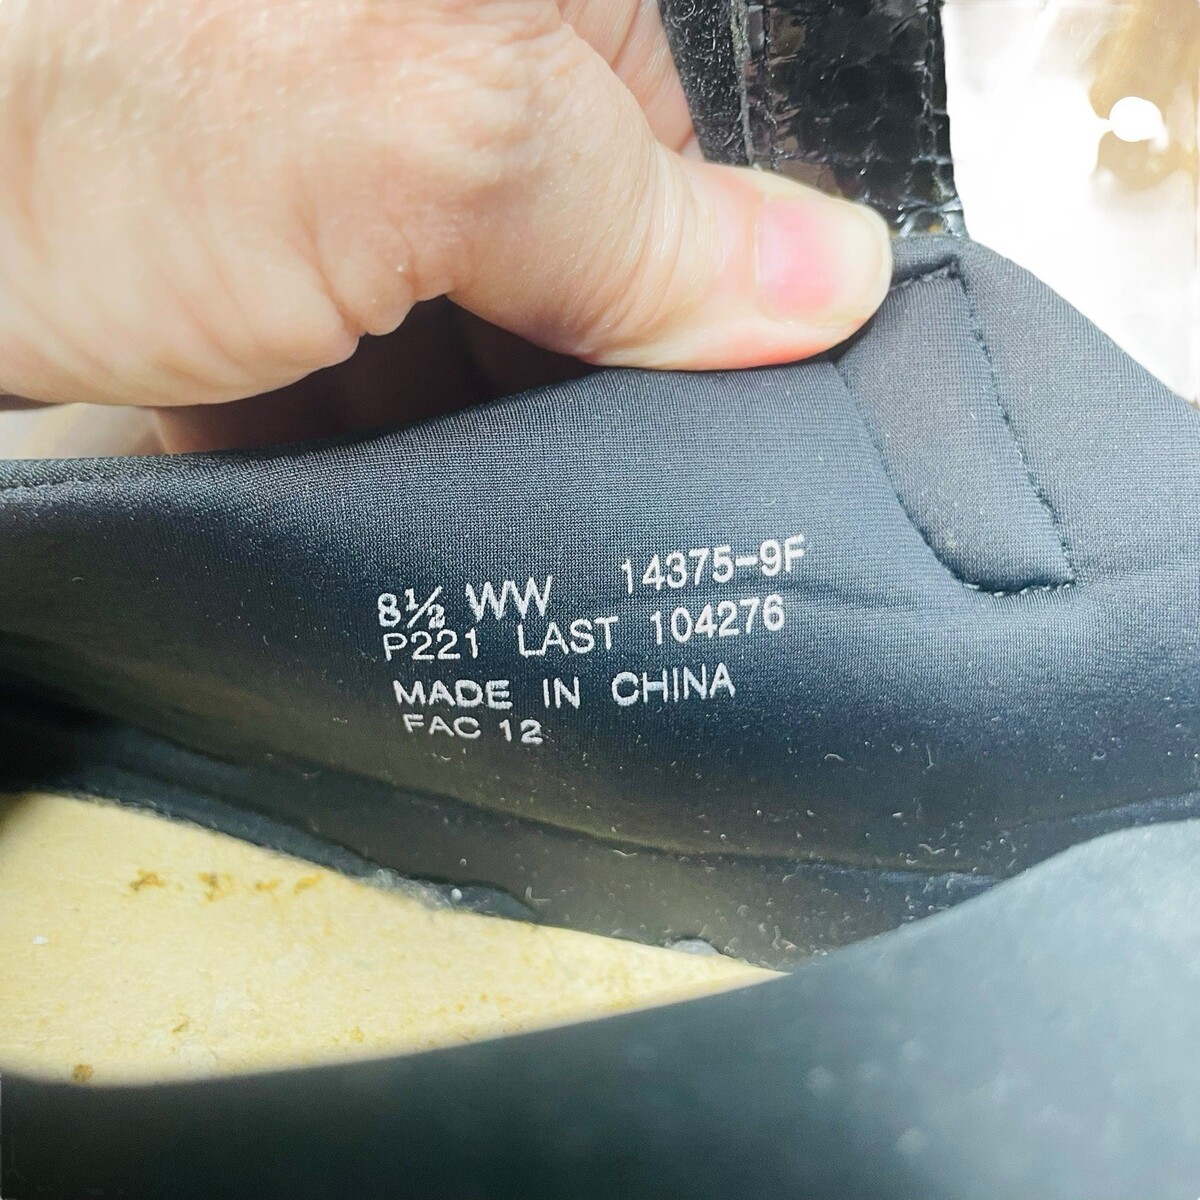 8½ WW 14375-9F
P221 LAST 104276
MADE IN CHINA
FAC 12